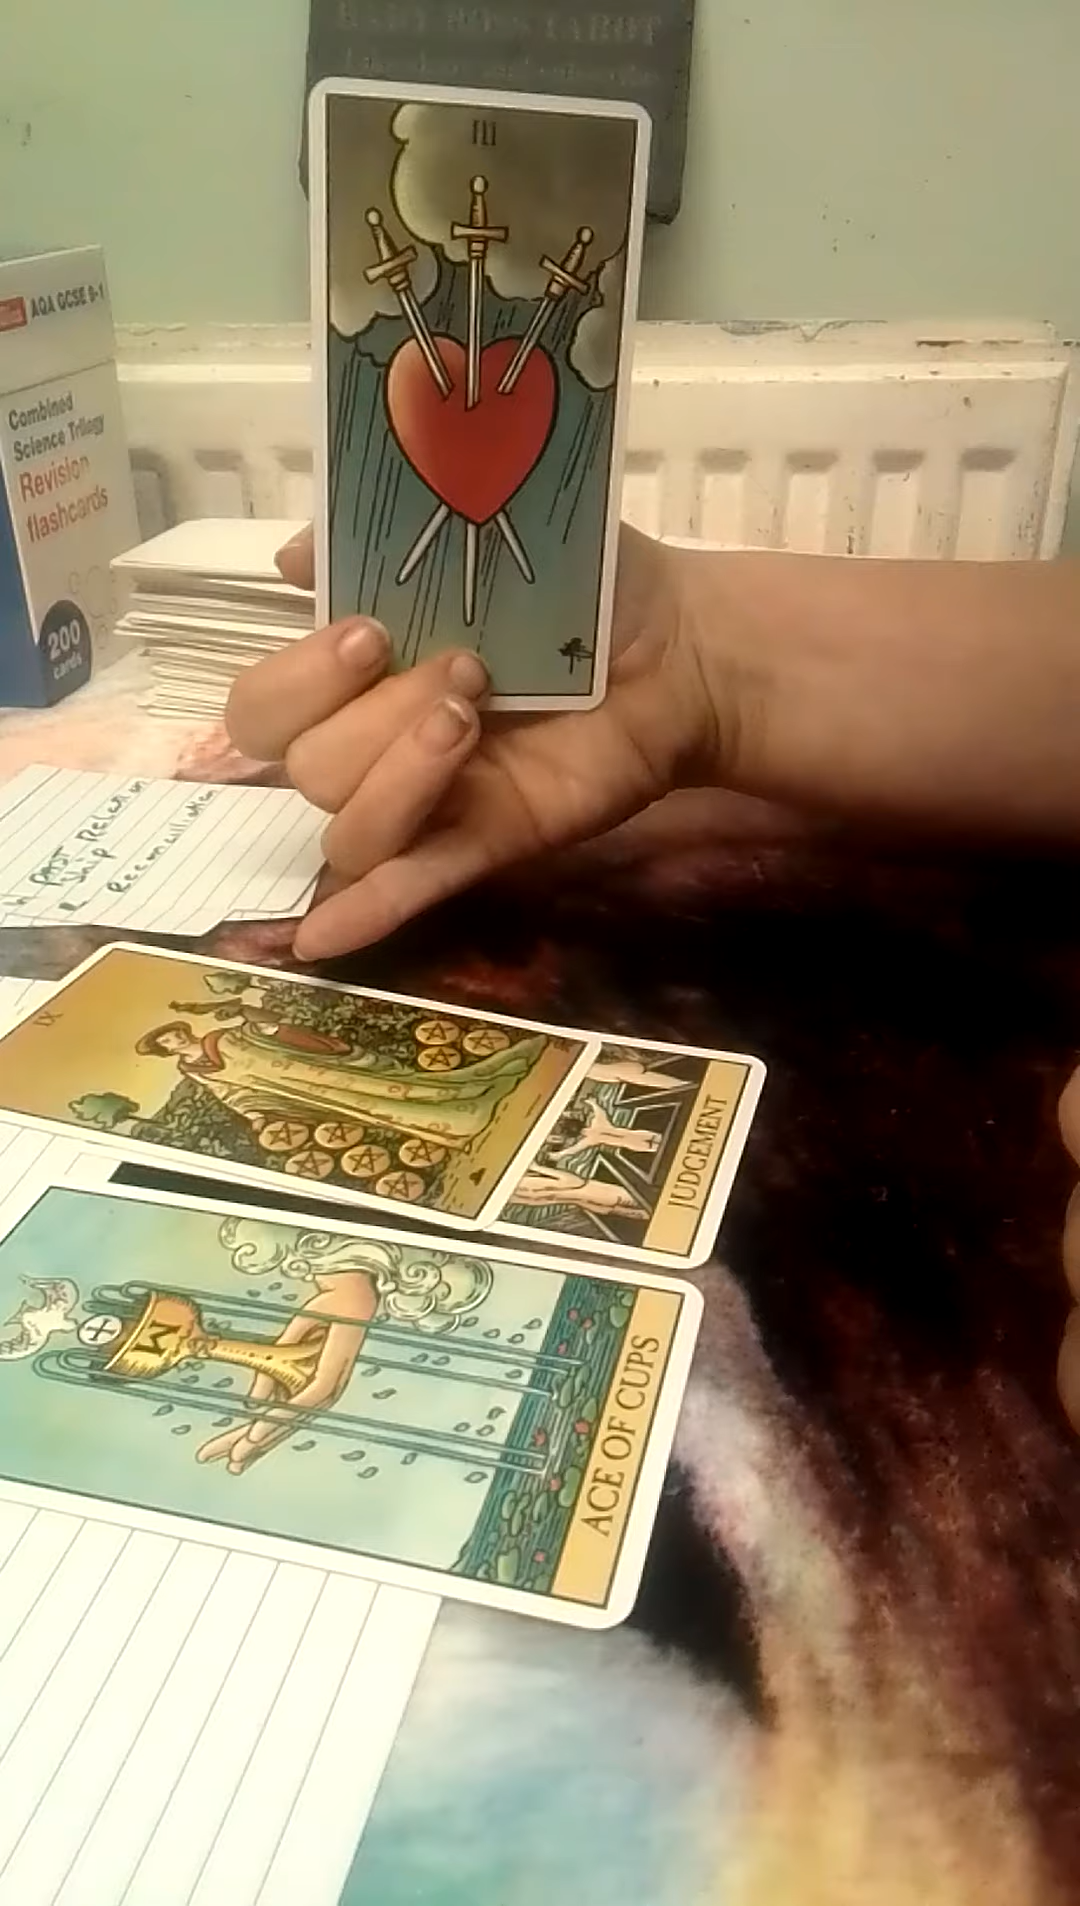 III
AQA GCSE 9-1
Combined
Science Trilogy
Revision
flashcards
200
cards
PAST Relation
ship
Reconcilliation
IX
JUDGEMENT
ACE OF CUPS